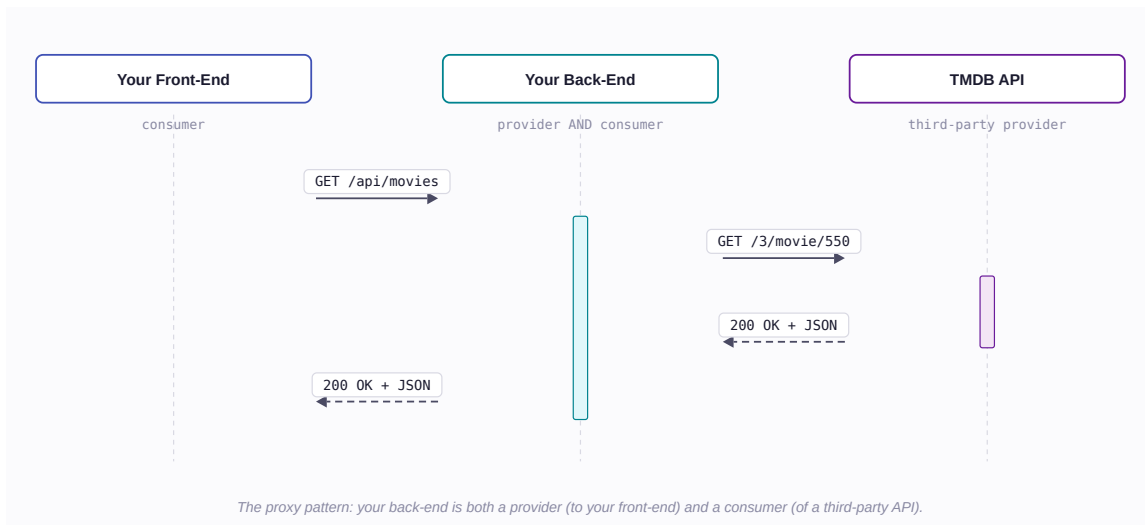 Your Front-End
Your Back-End
TMDB API
consumer
provider AND consumer
third-party provider
GET /api/movies
GET /3/movie/550
200 OK + JSON
200 OK + JSON
The proxy pattern: your back-end is both a provider (to your front-end) and a consumer (of a third-party API).